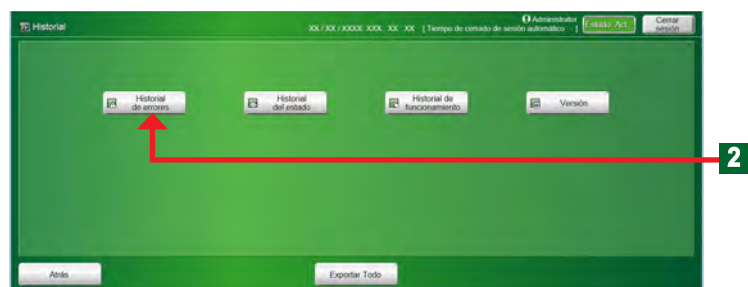 Historial
XX / XX / XXXX XXX XX : XX [ Tiempo de cerrado de sesión automático - ]
Administrator
Estado Act.
Cerrar
sesión
Historial
de errores
Historial
del estado
Historial de
funcionamiento
Versión
2
Atrás
Exportar Todo